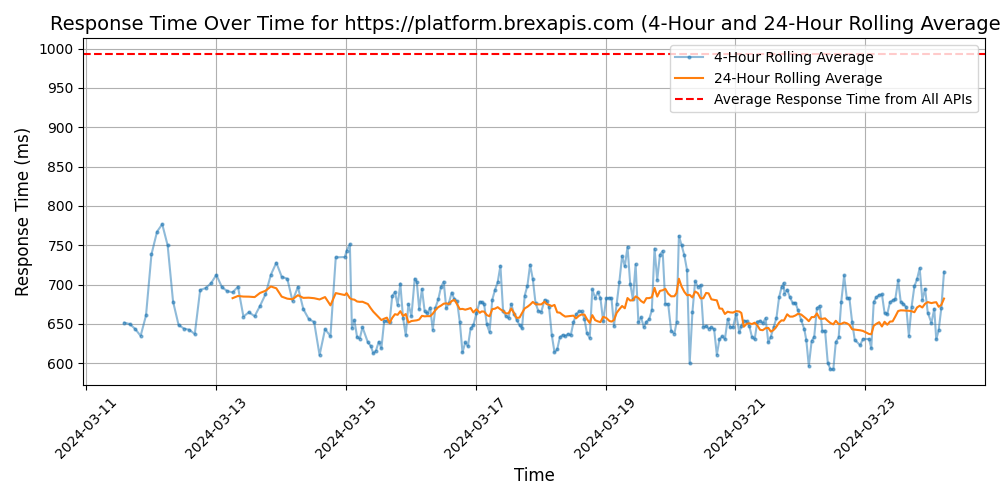 Response Time Over Time for https://platform.brexapis.com (4-Hour and 24-Hour Rolling Average
1000
950
900
850
800
750
700
650
600
Response Time (ms)
4-Hour Rolling Average
24-Hour Rolling Average
Average Response Time from All APIs
2024-03-11
2024-03-13
2024-03-15
2024-03-17
2024-03-19
2024-03-21
2024-03-23
Time